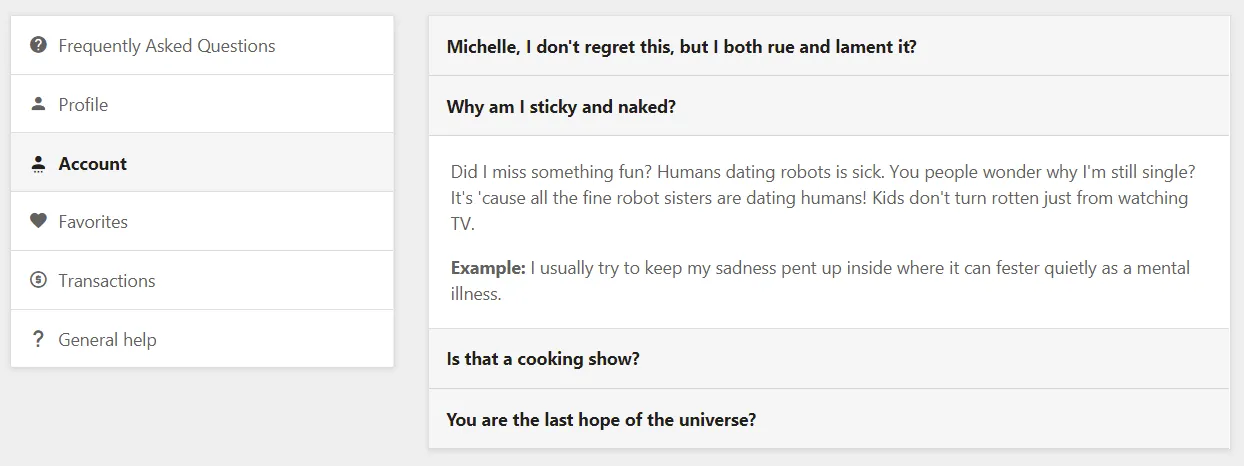 Frequently Asked Questions
Profile
Account
Favorites
Transactions
General help
Michelle, I don't regret this, but I both rue and lament it?
Why am I sticky and naked?
Did I miss something fun? Humans dating robots is sick. You people wonder why I'm still single?
It's 'cause all the fine robot sisters are dating humans! Kids don't turn rotten just from watching
TV.
Example: I usually try to keep my sadness pent up inside where it can fester quietly as a mental
illness.
Is that a cooking show?
You are the last hope of the universe?